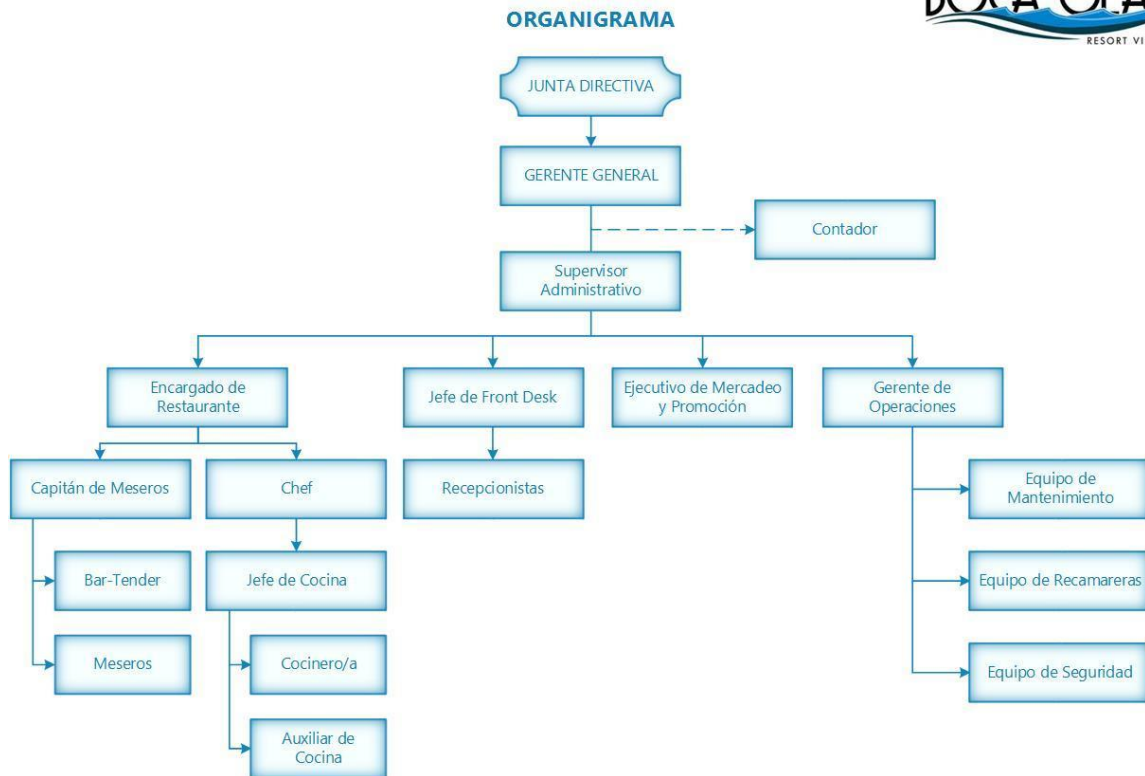 ORGANIGRAMA
RESORT VI
JUNTA DIRECTIVA
GERENTE GENERAL
Contador
Supervisor
Administrativo
Encargado de
Restaurante
Jefe de Front Desk
Ejecutivo de Mercadeo
y Promoción
Gerente de
Operaciones
Capitán de Meseros
Chef
Recepcionistas
Equipo de
Mantenimiento
Bar-Tender
Jefe de Cocina
Equipo de Recamareras
Meseros
Cocinero/a
Equipo de Seguridad
Auxiliar de
Cocina